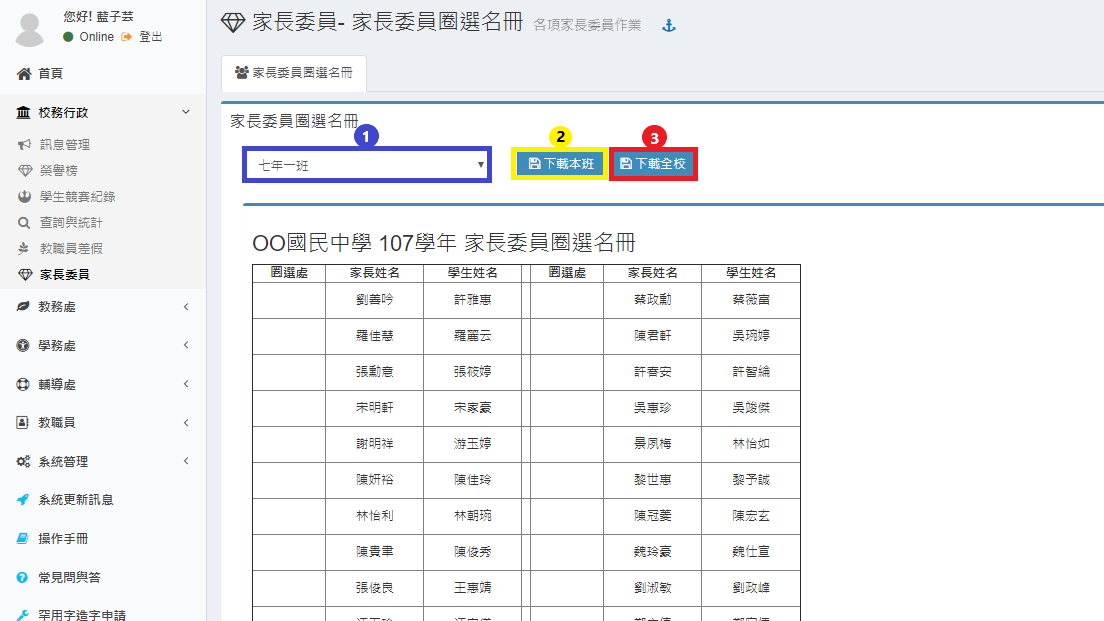 您好! 藍子芸
Online 登出
首頁
校務行政
訊息管理
榮譽榜
學生競賽紀錄
查詢與統計
教職員差假
家長委員
教務處
學務處
輔導處
教職員
系統管理
系統更新訊息
操作手冊
常見問與答
罕用字造字申請
家長委員- 家長委員圈選名冊 各項家長委員作業
家長委員圈選名冊
家長委員圈選名冊
1
2
3
七年一班
下載本班
下載全校
OO國民中學 107學年 家長委員圈選名冊
圈選處 家長姓名 學生姓名 圈選處 家長姓名 學生姓名
劉善吟 許雅惠 蔡政勳 蔡薇富
羅佳慧 羅麗云 陳君軒 吳琬婷
張勳意 張筱婷 許春安 許智綸
宋明軒 宋家豪 吳惠珍 吳竣傑
謝明祥 游玉婷 景夙梅 林怡如
陳妍裕 陳佳玲 黎世惠 黎予誠
林怡利 林朝琬 陳冠菱 陳宏玄
陳貴聿 陳俊秀 魏玲豪 魏仕宣
張俊良 王惠靖 劉淑敏 劉政峰